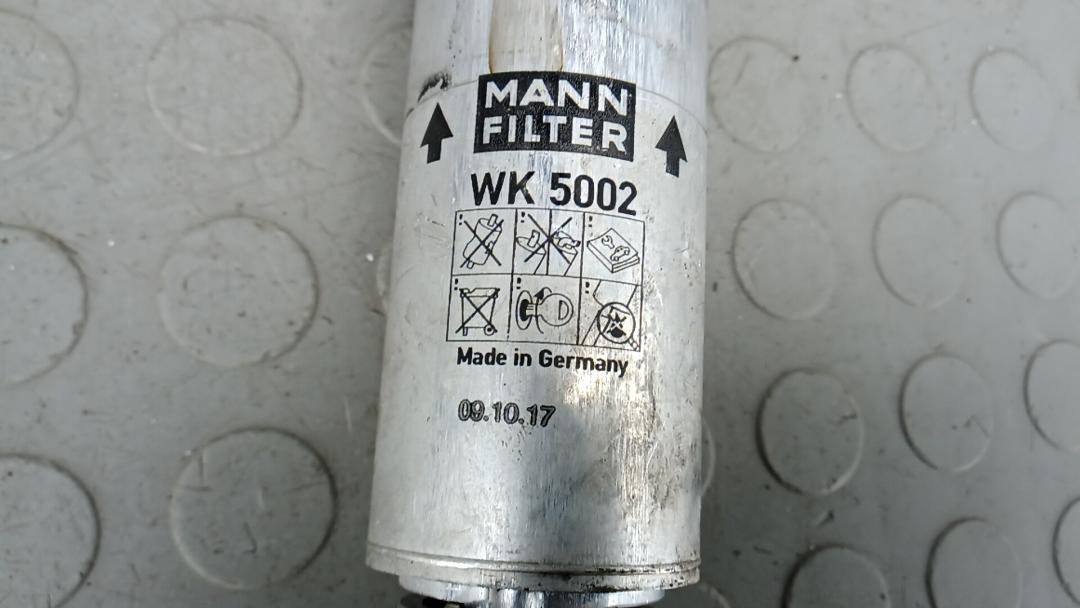 MANN
FILTER
WK 5002
Made in Germany
09.10.17